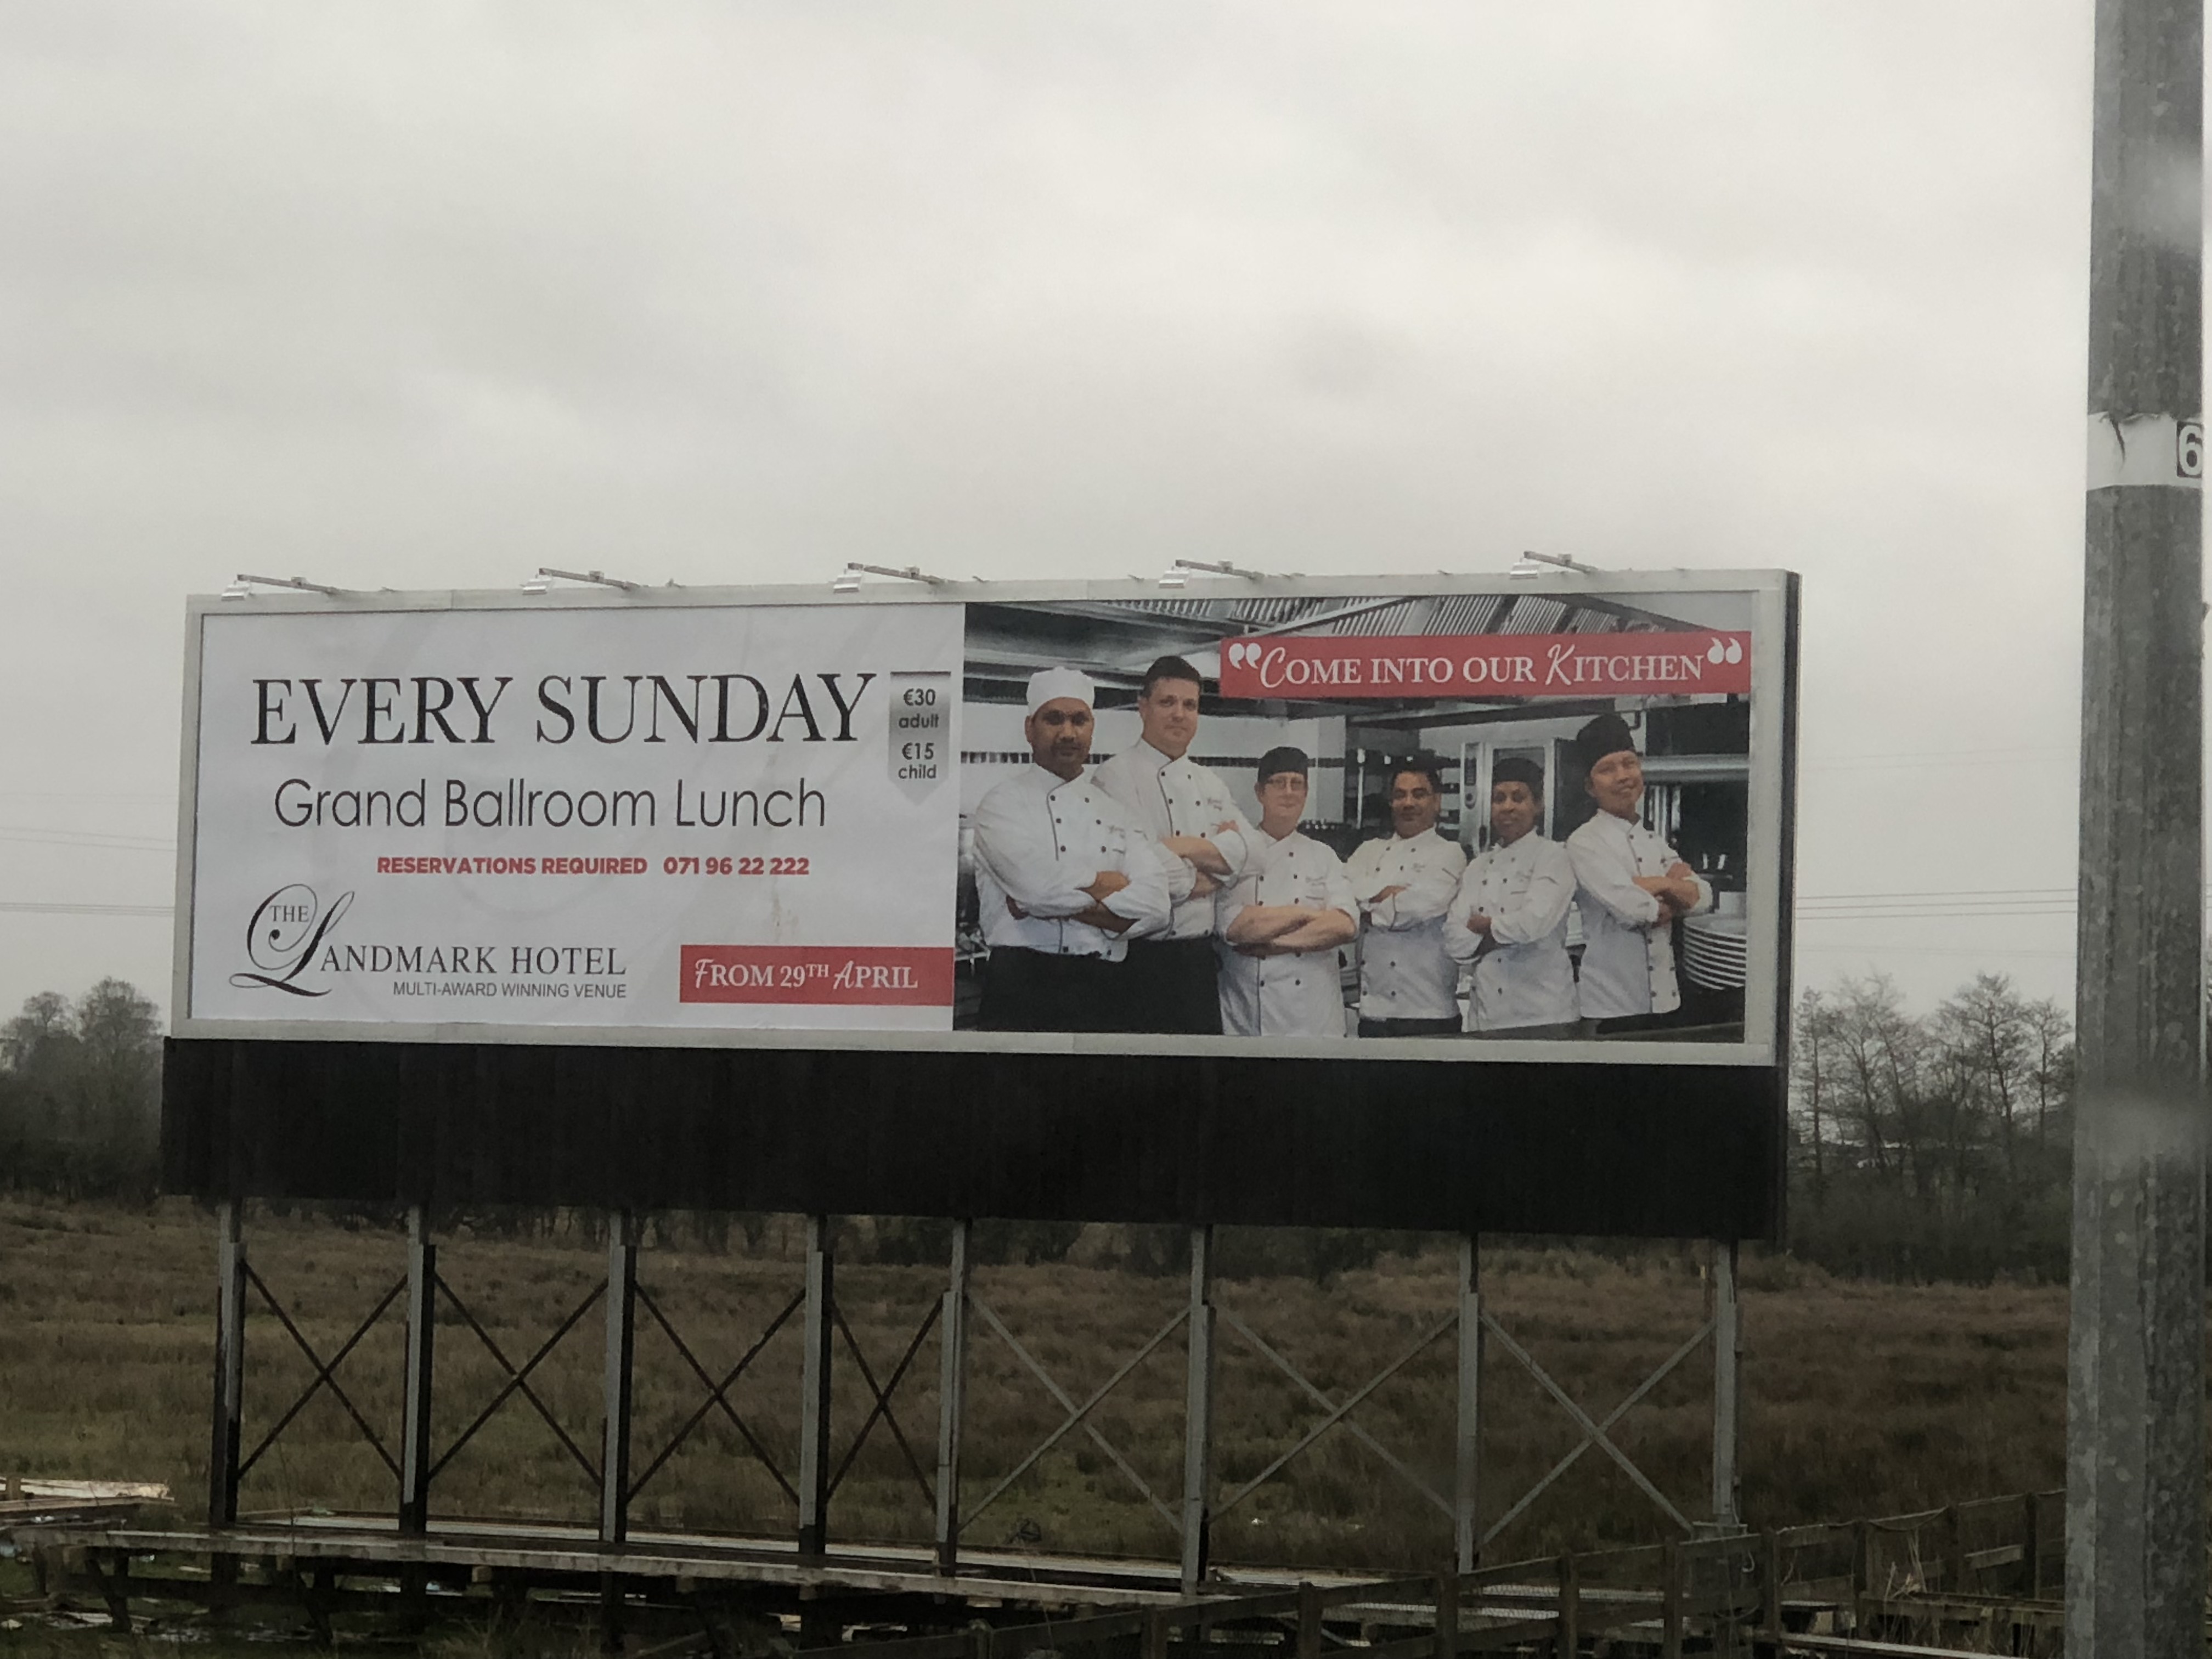 EVERY SUNDAY
€30
adult
€15
child
Grand Ballroom Lunch
RESERVATIONS REQUIRED 071 96 22 222
THE
LANDMARK HOTEL
MULTI-AWARD WINNING VENUE
FROM 29TH APRIL
"COME INTO OUR KITCHEN"
6